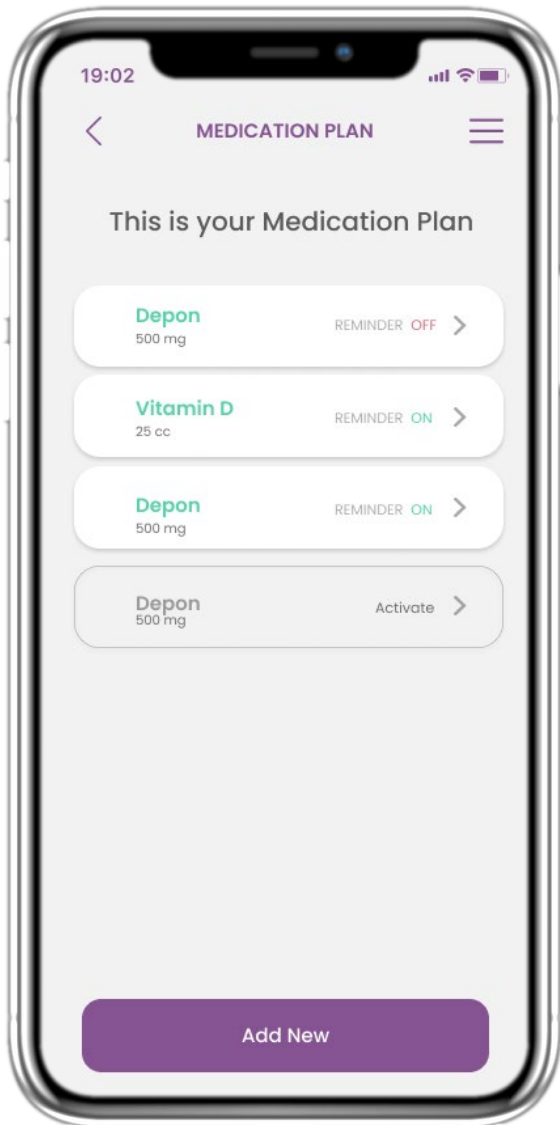 19:02
MEDICATION PLAN
This is your Medication Plan
Depon
500 mg
REMINDER OFF
Vitamin D
25 cc
REMINDER ON
Depon
500 mg
REMINDER ON
Depon
500 mg
Activate
Add New